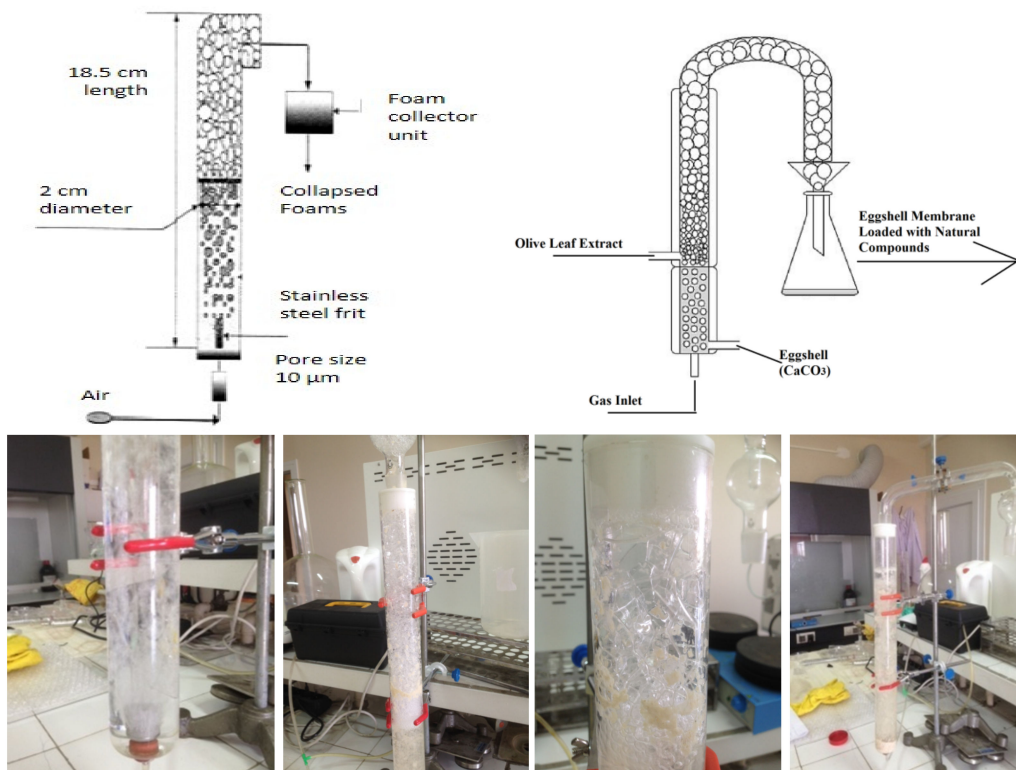 18.5 cm
length
Foam
collector
unit
2 cm
diameter
Collapsed
Foams
Stainless
steel frit
Pore size
10 µm
Air
Olive Leaf Extract
Eggshell Membrane
Loaded with Natural
Compounds
Eggshell
(CaCO3)
Gas Inlet